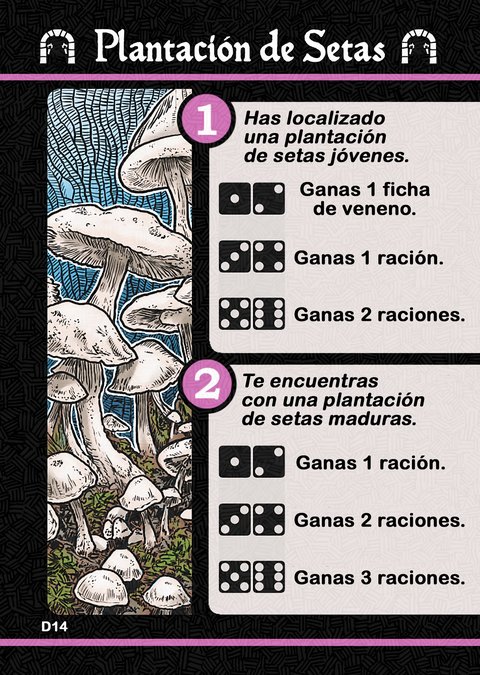 Plantación de Setas
1
Has localizado
una plantación
de setas jóvenes.
Ganas 1 ficha
de veneno.
Ganas 1 ración.
Ganas 2 raciones.
2
Te encuentras
con una plantación
de setas maduras.
Ganas 1 ración.
Ganas 2 raciones.
Ganas 3 raciones.
D14